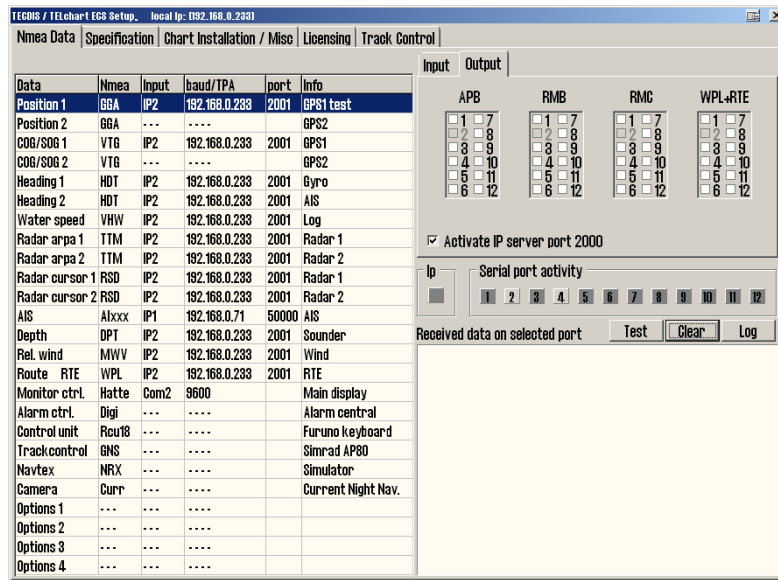 TECDIS / TELchart ECS Setup. local Ip: [192.168.0.233]
Nmea Data Specification Chart Installation / Misc Licensing Track Control
Data Nmea Input baud/TPA port Info
Position 1 GGA IP2 192.168.0.233 2001 GPS1 test
Position 2 GGA --- ---- GPS2
COG/SOG 1 VTG IP2 192.168.0.233 2001 GPS1
COG/SOG 2 VTG --- ---- GPS2
Heading 1 HDT IP2 192.168.0.233 2001 Gyro
Heading 2 HDT IP2 192.168.0.233 2001 AIS
Water speed VHW IP2 192.168.0.233 2001 Log
Radar arpa 1 TTM IP2 192.168.0.233 2001 Radar 1
Radar arpa 2 TTM IP2 192.168.0.233 2001 Radar 2
Radar cursor 1 RSD IP2 192.168.0.233 2001 Radar 1
Radar cursor 2 RSD IP2 192.168.0.233 2001 Radar 2
AIS AIxxx IP1 192.168.0.71 50000 AIS
Depth DPT IP2 192.168.0.233 2001 Sounder
Rel. wind MWV IP2 192.168.0.233 2001 Wind
Route RTE WPL IP2 192.168.0.233 2001 RTE
Monitor ctrl. Hatte Com2 9600 Main display
Alarm ctrl. Digi --- ---- Alarm central
Control unit Rcu18 --- ---- Furuno keyboard
Trackcontrol GNS --- ---- Simrad AP80
Navtex NRX --- ---- Simulator
Camera Curr --- ---- Current Night Nav.
Options 1 --- ----
Options 2 --- ----
Options 3 --- ----
Options 4 --- ----
Input Output
APB RMB RMC WPL+RTE
1 7 1 7 1 7 1 7
2 8 2 8 2 8 2 8
3 9 3 9 3 9 3 9
4 10 4 10 4 10 4 10
5 11 5 11 5 11 5 11
6 12 6 12 6 12 6 12
Activate IP server port 2000
Ip Serial port activity
1 2 3 4 5 6 7 8 9 10 11 12
Received data on selected port Test Clear Log